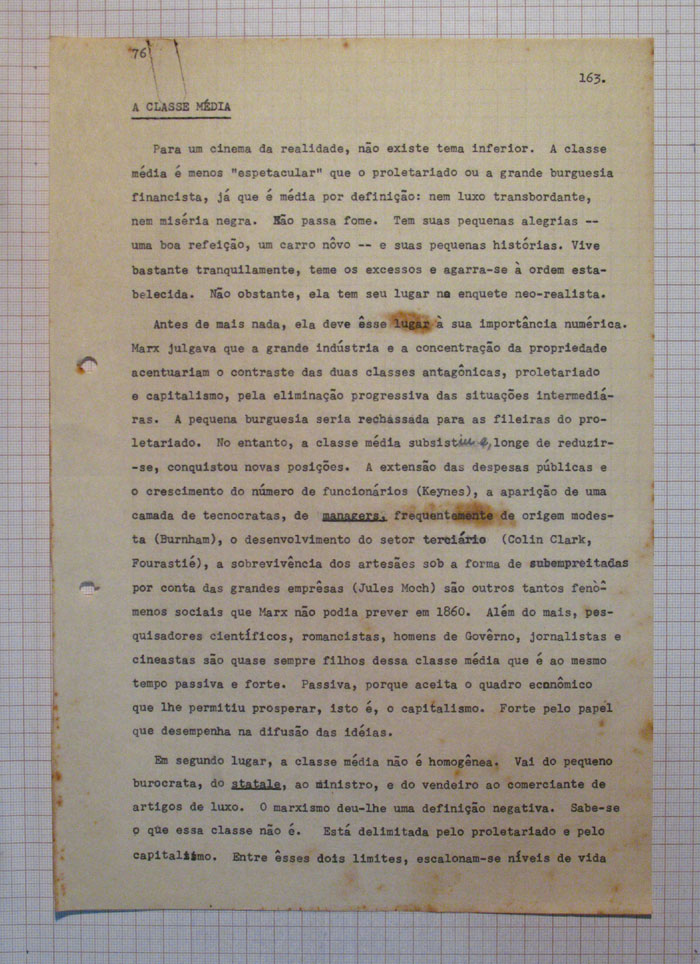 76
163.
A CLASSE MÉDIA
Para um cinema da realidade, não existe tema inferior. A classe
média é menos "espetacular" que o proletariado ou a grande burguesia
financista, já que é média por definição: nem luxo transbordante,
nem miséria negra. Não passa fome. Tem suas pequenas alegrias --
uma boa refeição, um carro nôvo -- e suas pequenas histórias. Vive
bastante tranquilamente, teme os excessos e agarra-se à ordem esta-
belecida. Não obstante, ela tem seu lugar na enquete neo-realista.
Antes de mais nada, ela deve êsse lugar à sua importância numérica.
Marx julgava que a grande indústria e a concentração da propriedade
acentuariam o contraste das duas classes antagônicas, proletariado
e capitalismo, pela eliminação progressiva das situações intermediá-
ras. A pequena burguesia seria rechassada para as fileiras do pro-
letariado. No entanto, a classe média subsistiu e, longe de reduzir-
-se, conquistou novas posições. A extensão das despesas públicas e
o crescimento do número de funcionários (Keynes), a aparição de uma
camada de tecnocratas, de managers, frequentemente de origem modes-
ta (Burnham), o desenvolvimento do setor terciário (Colin Clark,
Fourastié), a sobrevivência dos artesãos sob a forma de subempreitadas
por conta das grandes emprêsas (Jules Moch) são outros tantos fenô-
menos sociais que Marx não podia prever em 1860. Além do mais, pes-
quisadores científicos, romancistas, homens de Govêrno, jornalistas e
cineastas são quase sempre filhos dessa classe média que é ao mesmo
tempo passiva e forte. Passiva, porque aceita o quadro econômico
que lhe permitiu prosperar, isto é, o capitalismo. Forte pelo papel
que desempenha na difusão das idéias.
Em segundo lugar, a classe média não é homogênea. Vai do pequeno
burocrata, do statale, ao ministro, e do vendeiro ao comerciante de
artigos de luxo. O marxismo deu-lhe uma definição negativa. Sabe-se
o que essa classe não é. Está delimitada pelo proletariado e pelo
capitalismo. Entre êsses dois limites, escalonam-se níveis de vida